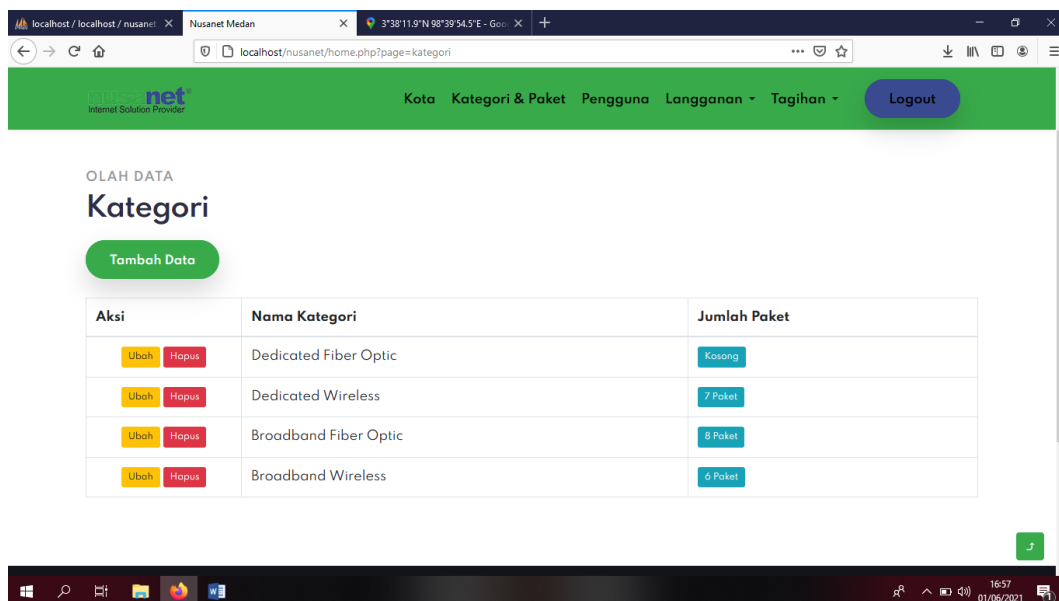 localhost / localhost / nusanet
Nusanet Medan
3°38'11.9"N 98°39'54.5"E - Goo
localhost/nusanet/home.php?page=kategori
nusanet
Internet Solution Provider
Kota Kategori & Paket Pengguna Langganan Tagihan Logout
OLAH DATA
Kategori
Tambah Data
Aksi Nama Kategori Jumlah Paket
Ubah Hapus Dedicated Fiber Optic Kosong
Ubah Hapus Dedicated Wireless 7 Paket
Ubah Hapus Broadband Fiber Optic 8 Paket
Ubah Hapus Broadband Wireless 6 Paket
16:57
01/06/2021